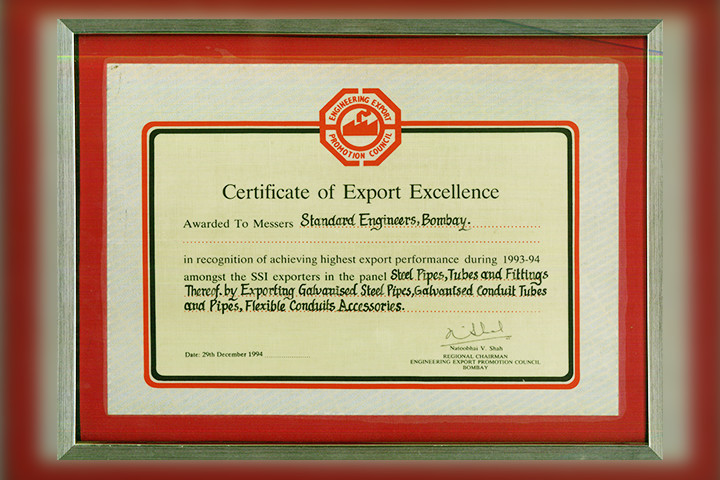 ENGINEERING EXPORT
PROMOTION COUNCIL
Certificate of Export Excellence
Awarded To Messers Standard Engineers, Bombay.
in recognition of achieving highest export performance during 1993-94
amongst the SSI exporters in the panel Steel Pipes, Tubes and Fittings
Thereof. by Exporting Galvanised Steel Pipes, Galvanised Conduit Tubes
and Pipes, Flexible Conduits Accessories.
Natoobhai V. Shah
Date: 29th December 1994
REGIONAL CHAIRMAN
ENGINEERING EXPORT PROMOTION COUNCIL
BOMBAY